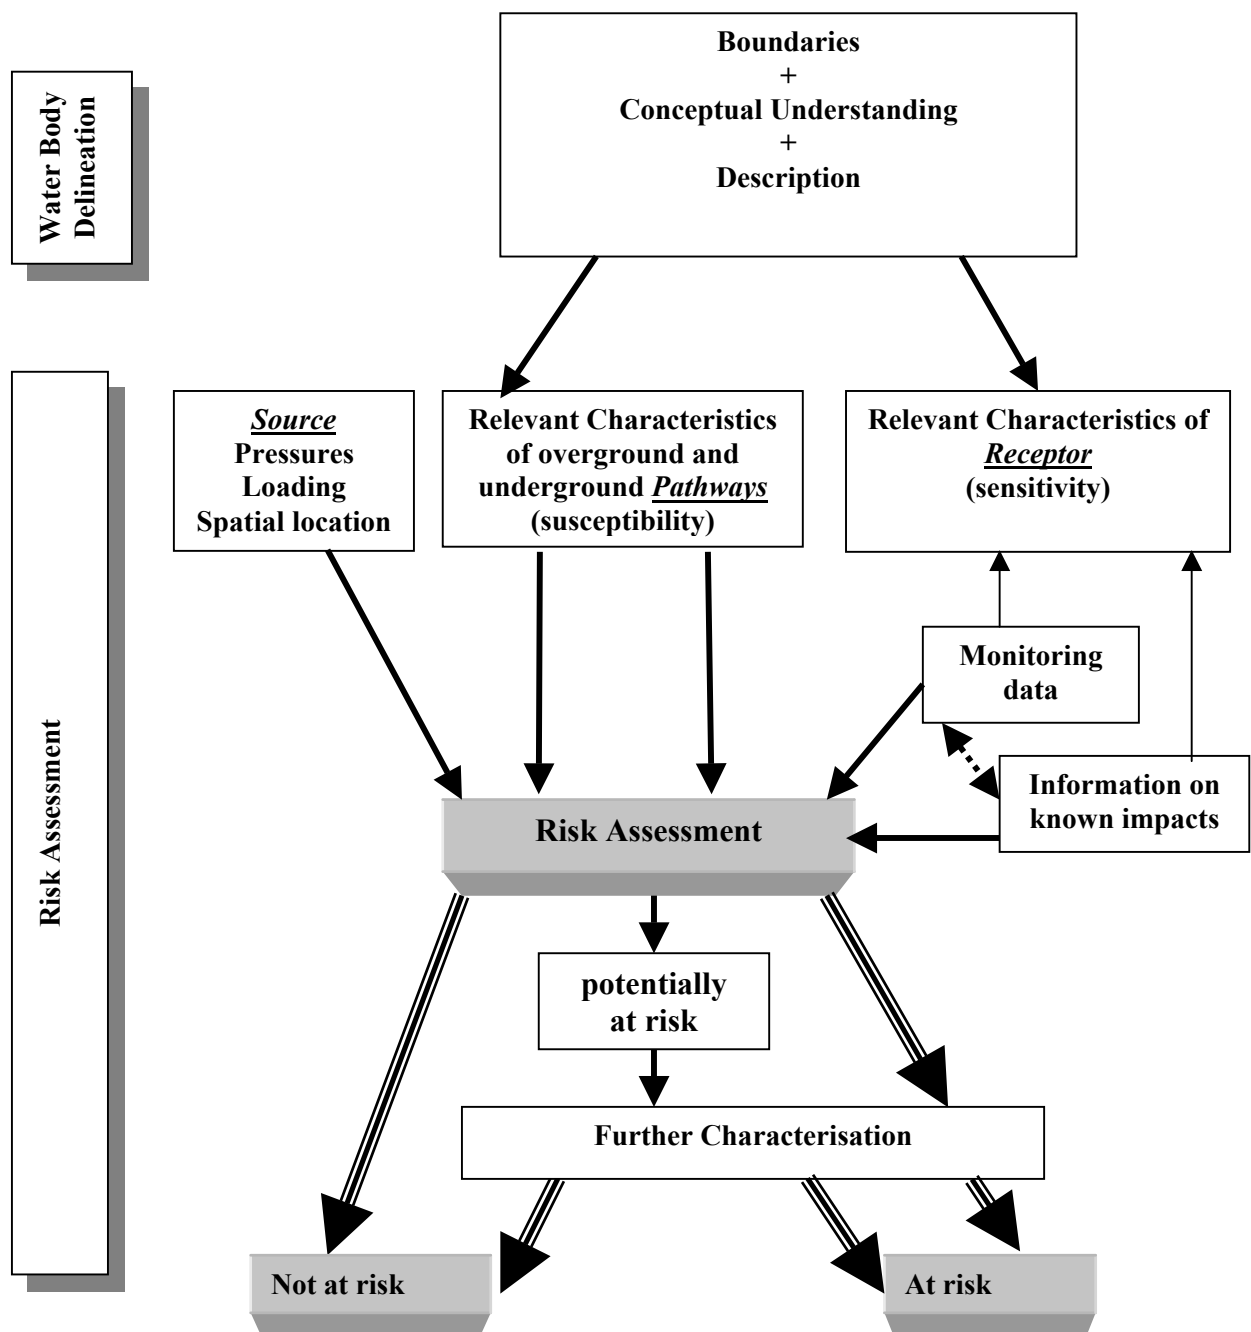 Boundaries
+
Conceptual Understanding
+
Description
Water Body
Delineation
Source
Pressures
Loading
Spatial location
Relevant Characteristics
of overground and
underground Pathways
(susceptibility)
Relevant Characteristics of
Receptor
(sensitivity)
Monitoring
data
Information on
known impacts
Risk Assessment
Risk Assessment
potentially
at risk
Further Characterisation
Not at risk
At risk